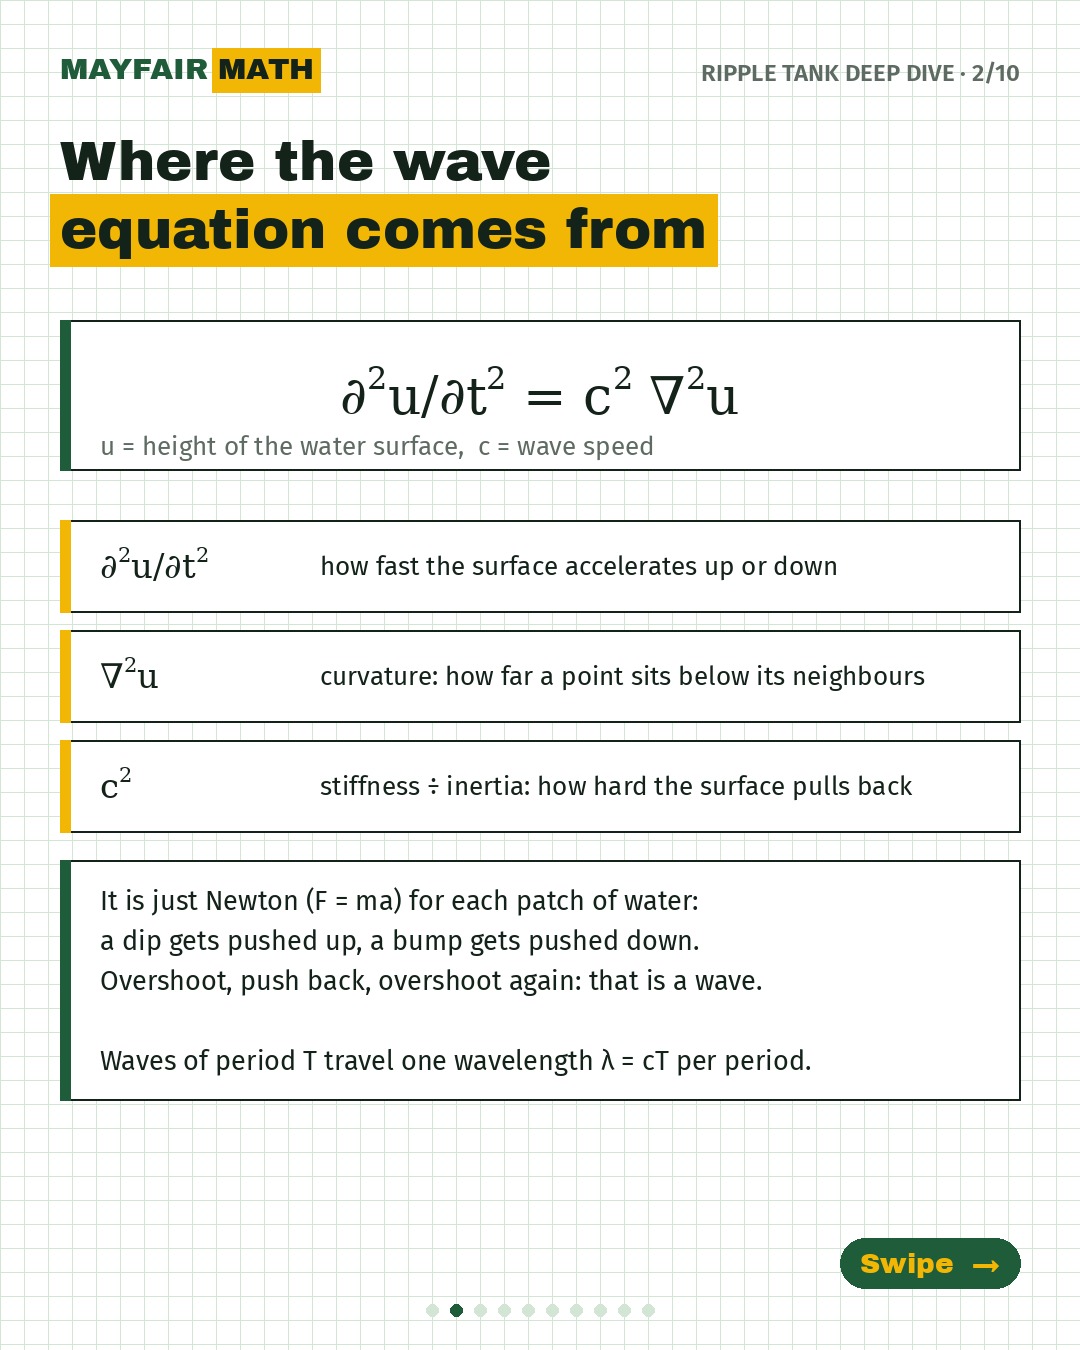 MAYFAIR MATH
RIPPLE TANK DEEP DIVE · 2/10
Where the wave
equation comes from
∂²u/∂t² = c² ∇²u
u = height of the water surface, c = wave speed
∂²u/∂t² how fast the surface accelerates up or down
∇²u curvature: how far a point sits below its neighbours
c² stiffness ÷ inertia: how hard the surface pulls back
It is just Newton (F = ma) for each patch of water:
a dip gets pushed up, a bump gets pushed down.
Overshoot, push back, overshoot again: that is a wave.
Waves of period T travel one wavelength λ = cT per period.
Swipe →